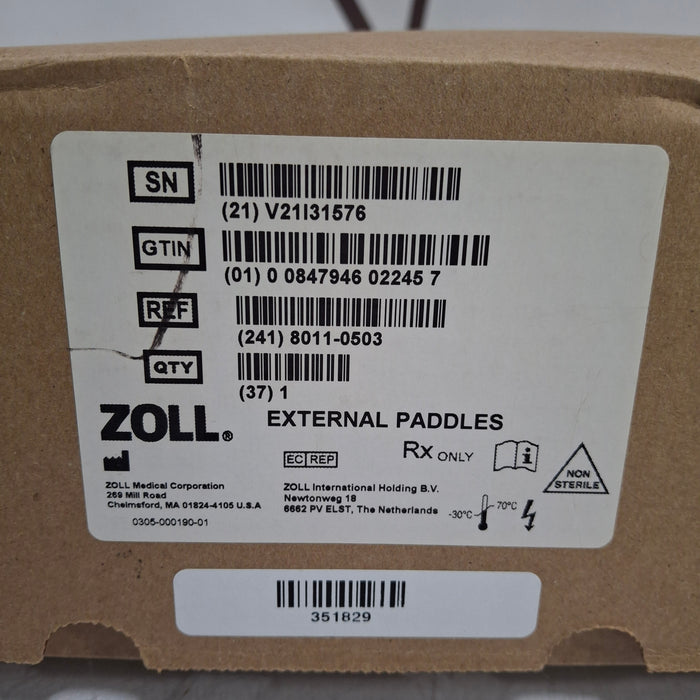 SN
(21) V21I31576
GTIN
(01) 0 0847946 02245 7
REF
(241) 8011-0503
QTY
(37) 1
ZOLL® EXTERNAL PADDLES
EC REP
Rx ONLY
i
NON
STERILE
ZOLL Medical Corporation
269 Mill Road
Chelmsford, MA 01824-4105 U.S.A
0305-000190-01
ZOLL International Holding B.V.
Newtonweg 18
6662 PV ELST, The Netherlands
-30°C
70°C
351829